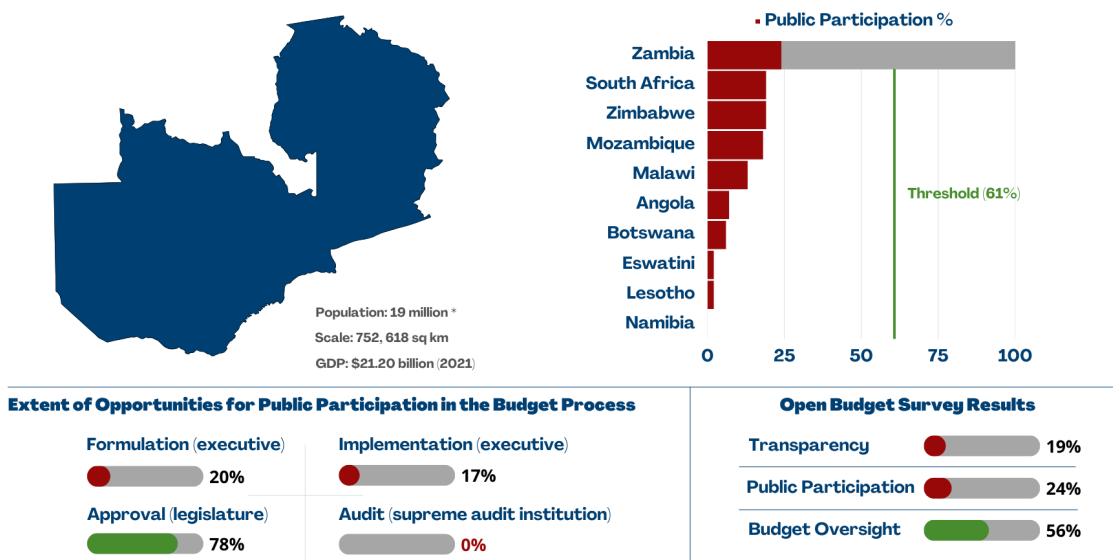 Public Participation %
Zambia
South Africa
Zimbabwe
Mozambique
Malawi
Angola
Botswana
Eswatini
Lesotho
Namibia
Threshold (61%)
0 25 50 75 100
Population: 19 million *
Scale: 752, 618 sq km
GDP: $21.20 billion (2021)
Extent of Opportunities for Public Participation in the Budget Process
Formulation (executive)
20%
Implementation (executive)
17%
Approval (legislature)
78%
Audit (supreme audit institution)
0%
Open Budget Survey Results
Transparency 19%
Public Participation 24%
Budget Oversight 56%